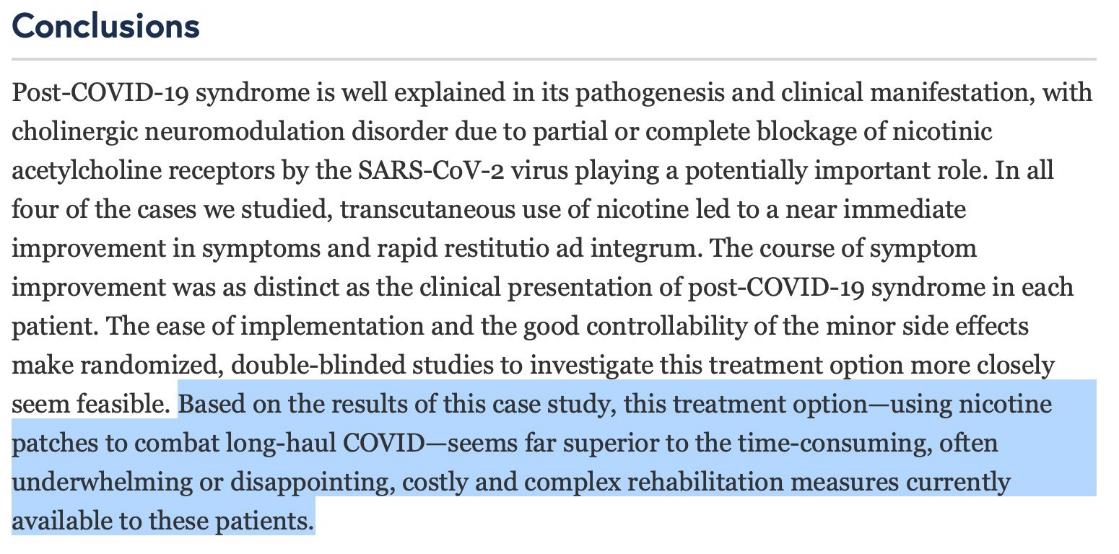 Conclusions
Post-COVID-19 syndrome is well explained in its pathogenesis and clinical manifestation, with
cholinergic neuromodulation disorder due to partial or complete blockage of nicotinic
acetylcholine receptors by the SARS-CoV-2 virus playing a potentially important role. In all
four of the cases we studied, transcutaneous use of nicotine led to a near immediate
improvement in symptoms and rapid restitutio ad integrum. The course of symptom
improvement was as distinct as the clinical presentation of post-COVID-19 syndrome in each
patient. The ease of implementation and the good controllability of the minor side effects
make randomized, double-blinded studies to investigate this treatment option more closely
seem feasible. Based on the results of this case study, this treatment option—using nicotine
patches to combat long-haul COVID—seems far superior to the time-consuming, often
underwhelming or disappointing, costly and complex rehabilitation measures currently
available to these patients.